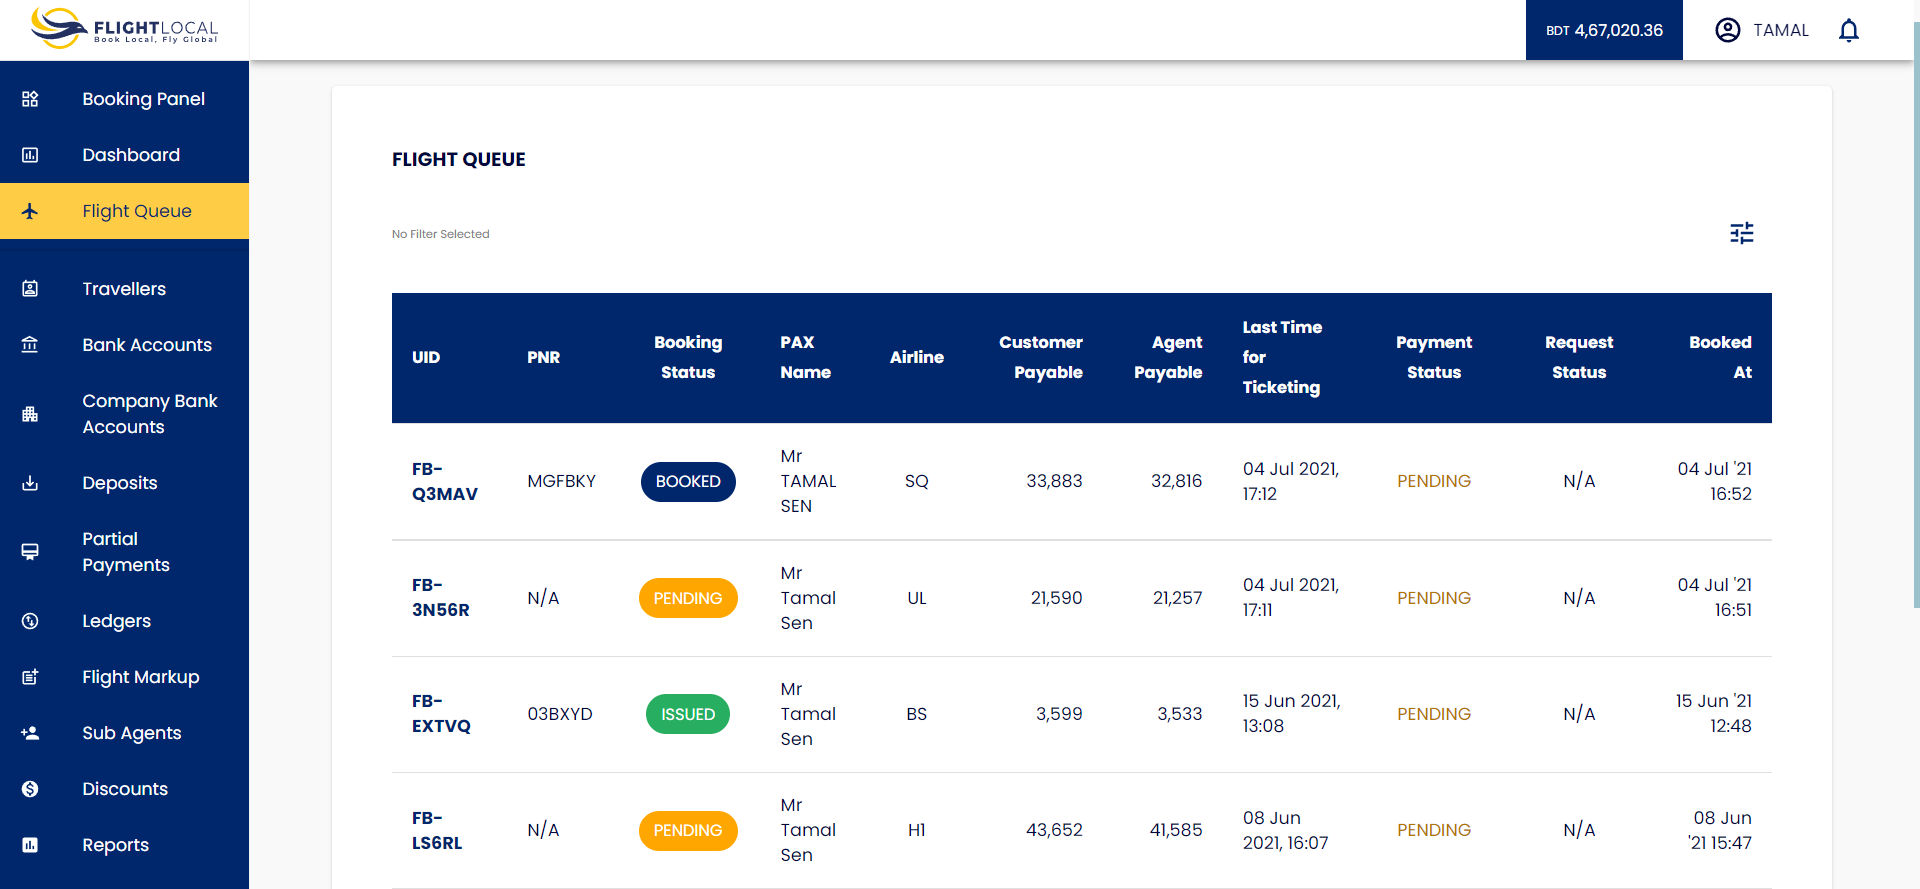 FLIGHTLOCAL
Book Local, Fly Global
BDT 4,67,020.36
TAMAL
Booking Panel
Dashboard
Flight Queue
Travellers
Bank Accounts
Company Bank
Accounts
Deposits
Partial
Payments
Ledgers
Flight Markup
Sub Agents
Discounts
Reports
FLIGHT QUEUE
No Filter Selected
UID
PNR
Booking
Status
PAX
Name
Airline
Customer
Payable
Agent
Payable
Last Time
for
Ticketing
Payment
Status
Request
Status
Booked
At
FB-
Q3MAV
MGFBKY
BOOKED
Mr
TAMAL
SEN
SQ
33,883
32,816
04 Jul 2021,
17:12
PENDING
N/A
04 Jul '21
16:52
FB-
3N56R
N/A
PENDING
Mr
Tamal
Sen
UL
21,590
21,257
04 Jul 2021,
17:11
PENDING
N/A
04 Jul '21
16:51
FB-
EXTVQ
03BXYD
ISSUED
Mr
Tamal
Sen
BS
3,599
3,533
15 Jun 2021,
13:08
PENDING
N/A
15 Jun '21
12:48
FB-
LS6RL
N/A
PENDING
Mr
Tamal
Sen
H1
43,652
41,585
08 Jun
2021, 16:07
PENDING
N/A
08 Jun
'21 15:47